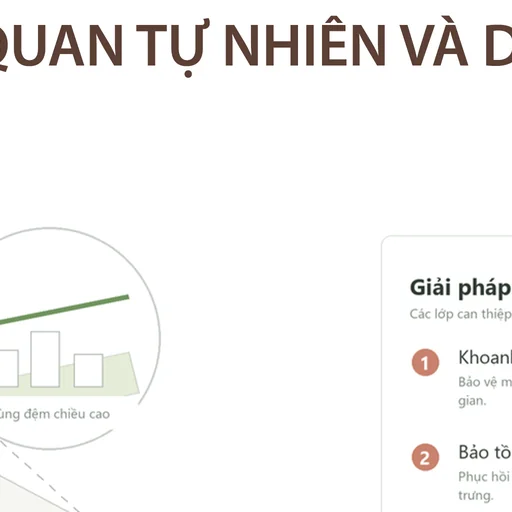 QUAN TỰ NHIÊN VÀ D
Giải pháp
Các lớp can thiệp
1 Khoanh
Bảo vệ m
gian.
đệm chiều cao
2 Bảo tồ
Phục hồi
trưng.